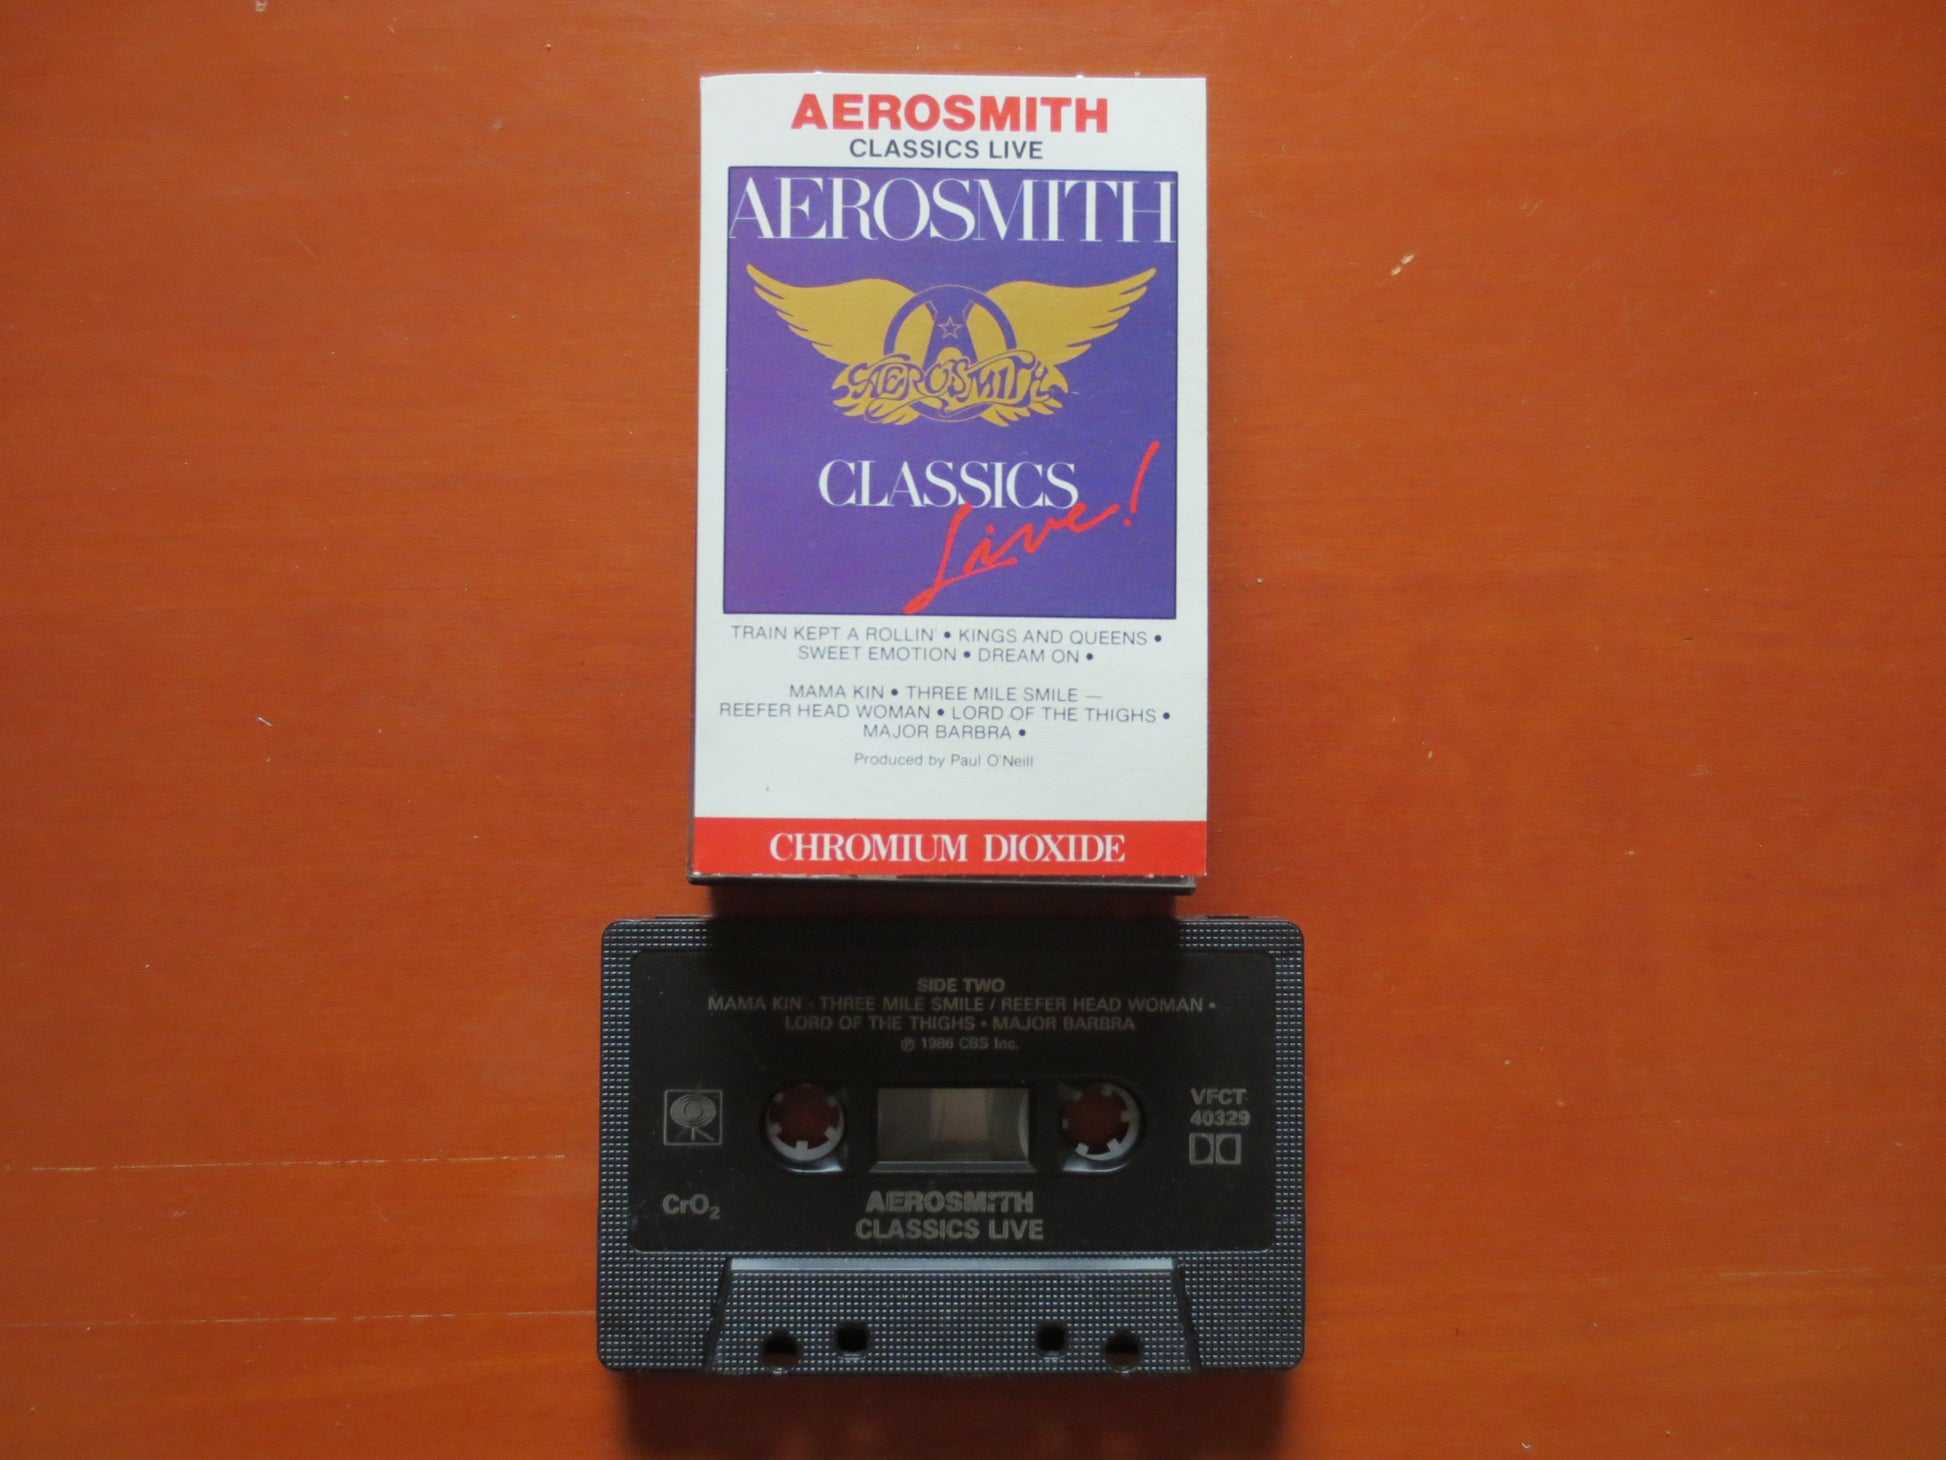 AEROSMITH
CLASSICS LIVE
AEROSMITH
A
AEROSMITH
CLASSICS
Live!
TRAIN KEPT A ROLLIN' • KINGS AND QUEENS •
SWEET EMOTION • DREAM ON •
MAMA KIN • THREE MILE SMILE —
REEFER HEAD WOMAN • LORD OF THE THIGHS •
MAJOR BARBRA •
Produced by Paul O'Neill
CHROMIUM DIOXIDE
SIDE TWO
MAMA KIN • THREE MILE SMILE / REEFER HEAD WOMAN •
LORD OF THE THIGHS • MAJOR BARBRA
℗ 1986 CBS Inc.
VFCT
40329
CrO₂
AEROSMITH
CLASSICS LIVE